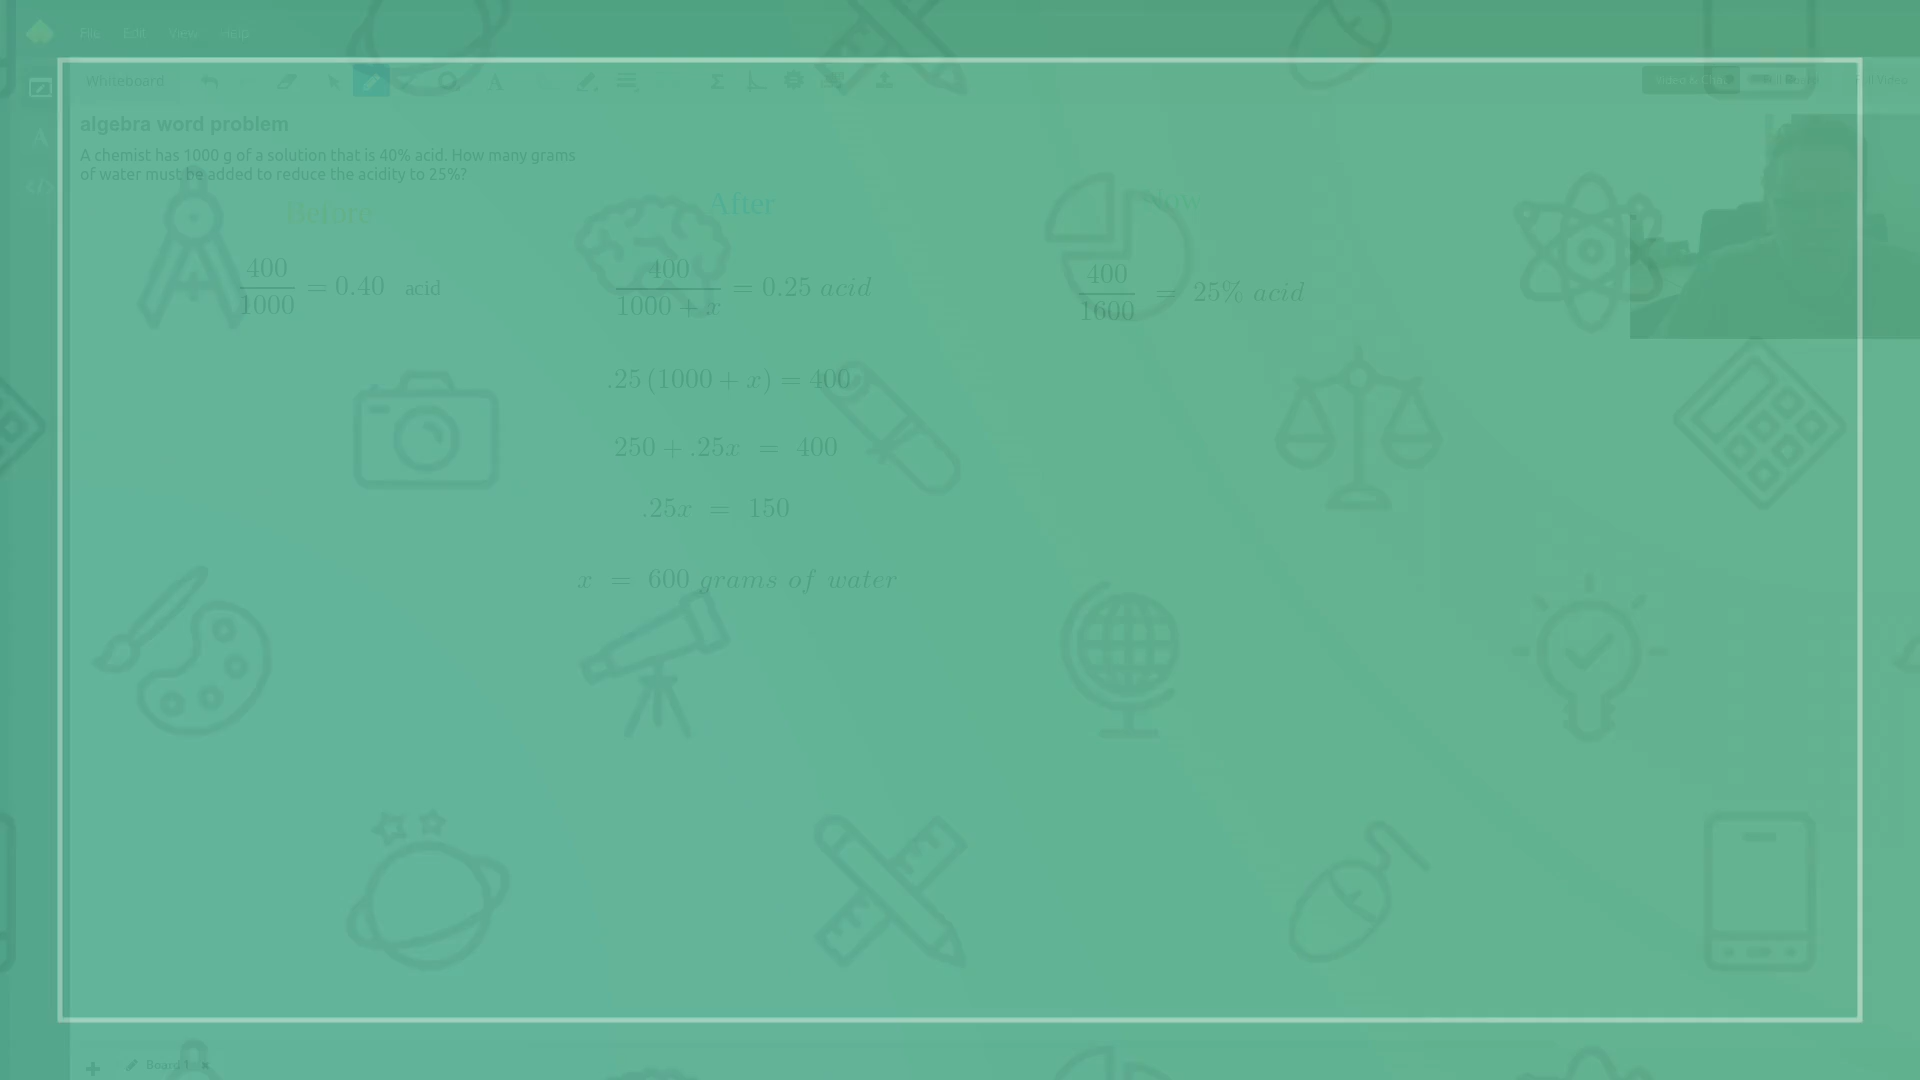 File Edit View Help
Whiteboard
algebra word problem
A chemist has 1000 g of a solution that is 40% acid. How many grams
of water must be added to reduce the acidity to 25%?
Before After Now
400/1000 = 0.40 acid
400/(1000 + x) = 0.25 acid
400/1600 = 25% acid
.25 (1000 + x) = 400
250 + .25x = 400
.25x = 150
x = 600 grams of water
Board 1